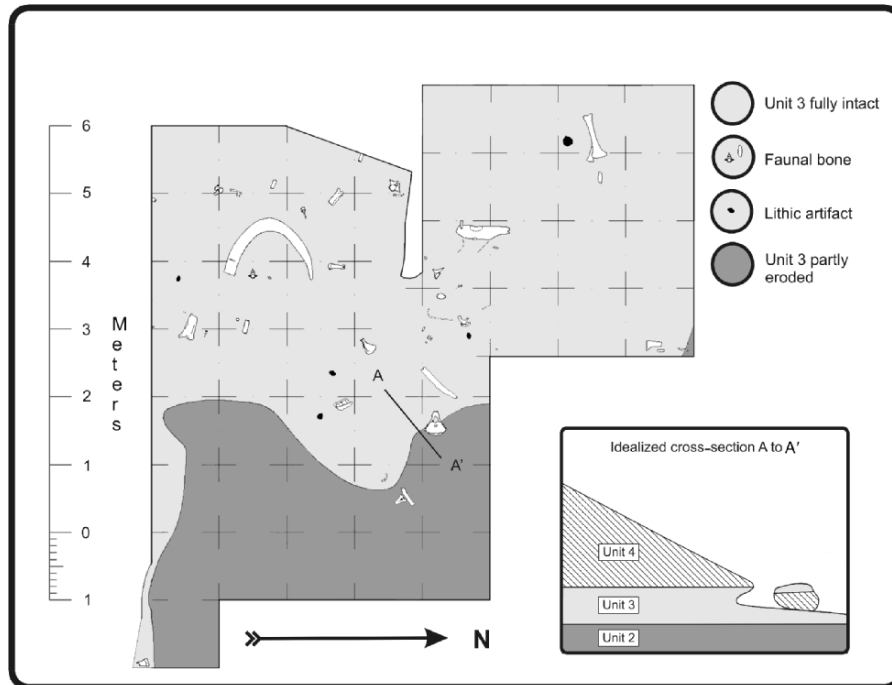 6
5
4
3
2
1
0
1
Meters
A
A'
N
Unit 3 fully intact
Faunal bone
Lithic artifact
Unit 3 partly
eroded
Idealized cross-section A to A'
Unit 4
Unit 3
Unit 2